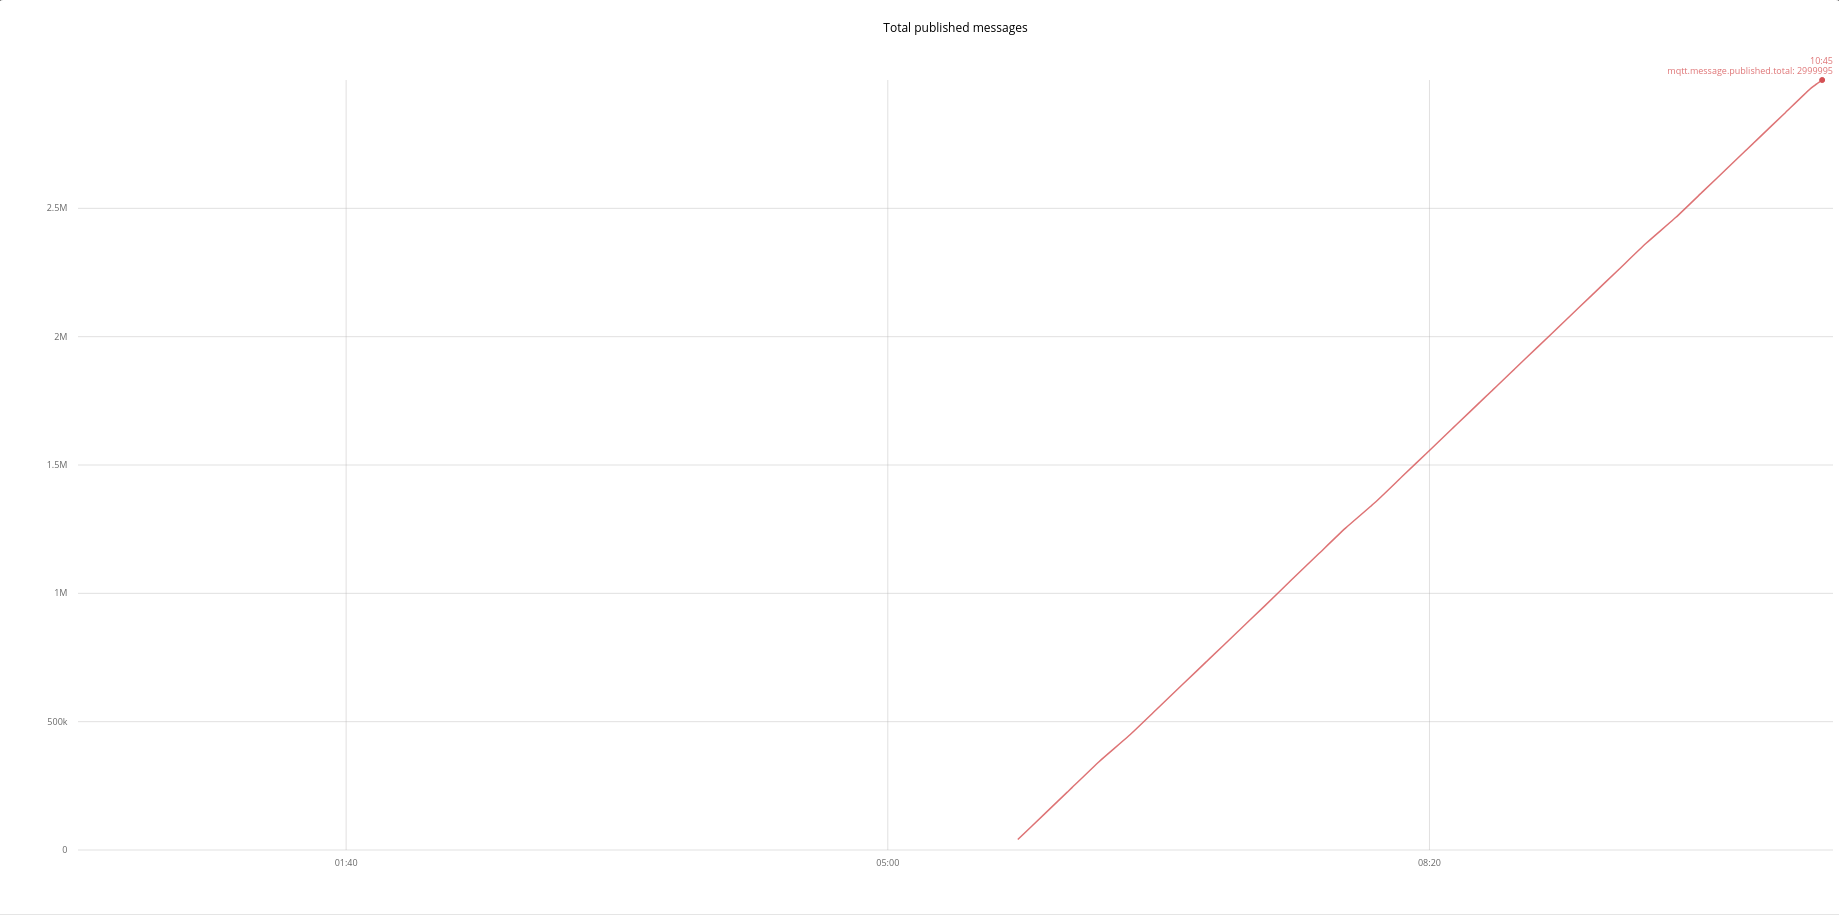 Total published messages
10:45
mqtt.message.published.total: 2999995
2.5M
2M
1.5M
1M
500k
0
01:40
05:00
08:20